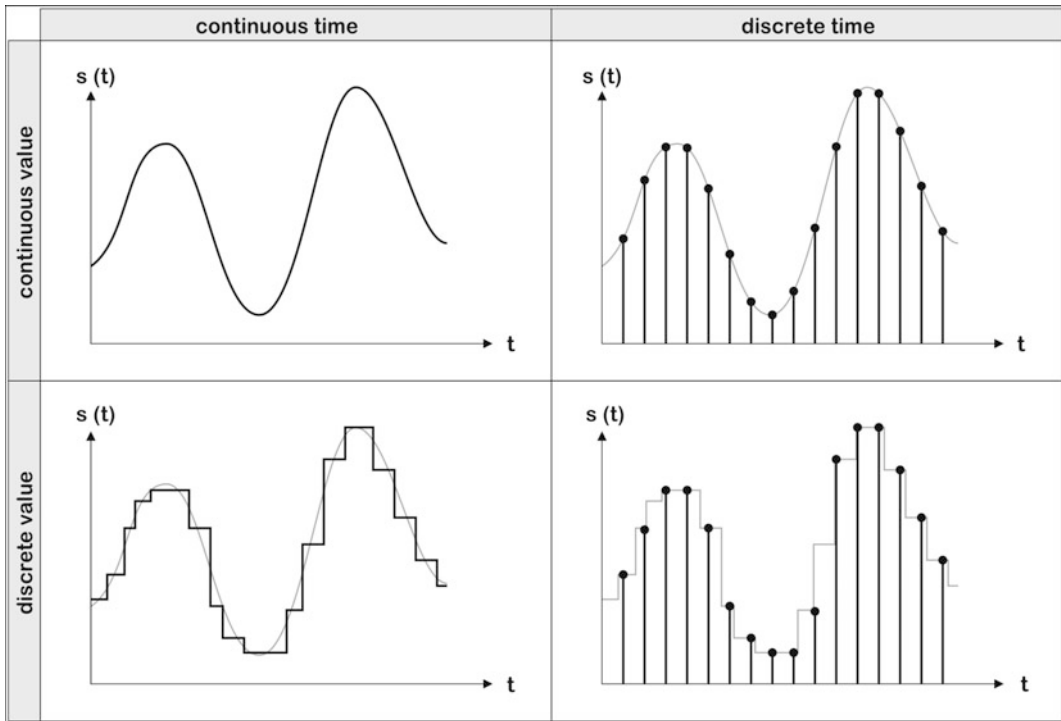 continuous time
discrete time
continuous value
s (t)
t
s (t)
t
discrete value
s (t)
t
s (t)
t